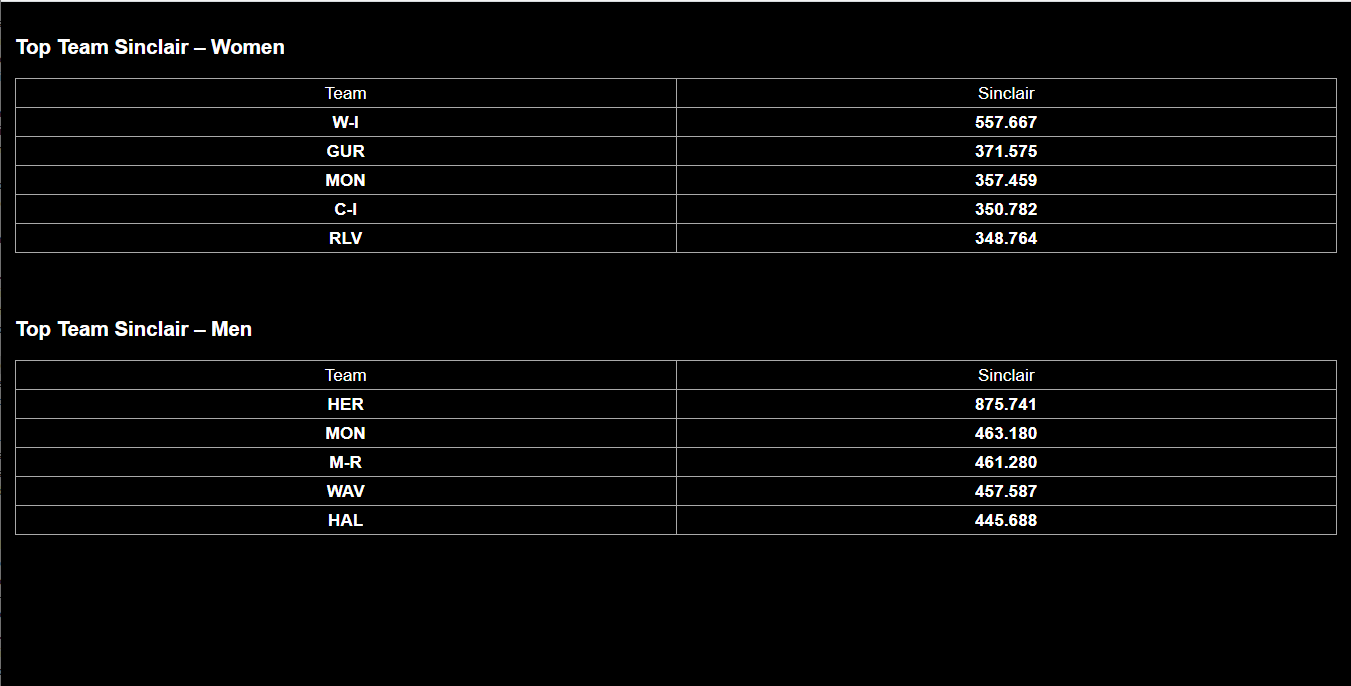 Top Team Sinclair – Women
Team Sinclair
W-I 557.667
GUR 371.575
MON 357.459
C-I 350.782
RLV 348.764
Top Team Sinclair – Men
Team Sinclair
HER 875.741
MON 463.180
M-R 461.280
WAV 457.587
HAL 445.688